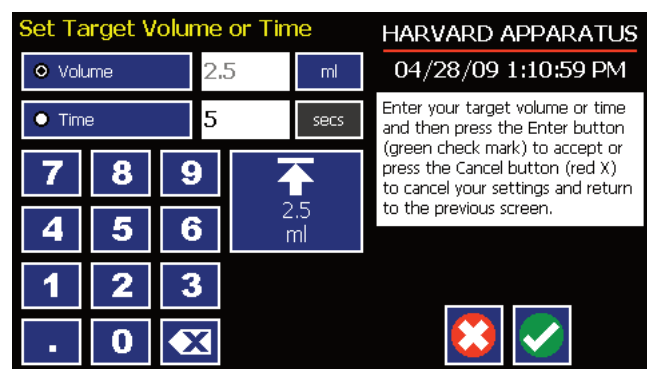 Set Target Volume or Time
Volume 2.5 ml
Time 5 secs
7 8 9
2.5
ml
4 5 6
1 2 3
. 0
HARVARD APPARATUS
04/28/09 1:10:59 PM
Enter your target volume or time
and then press the Enter button
(green check mark) to accept or
press the Cancel button (red X)
to cancel your settings and return
to the previous screen.